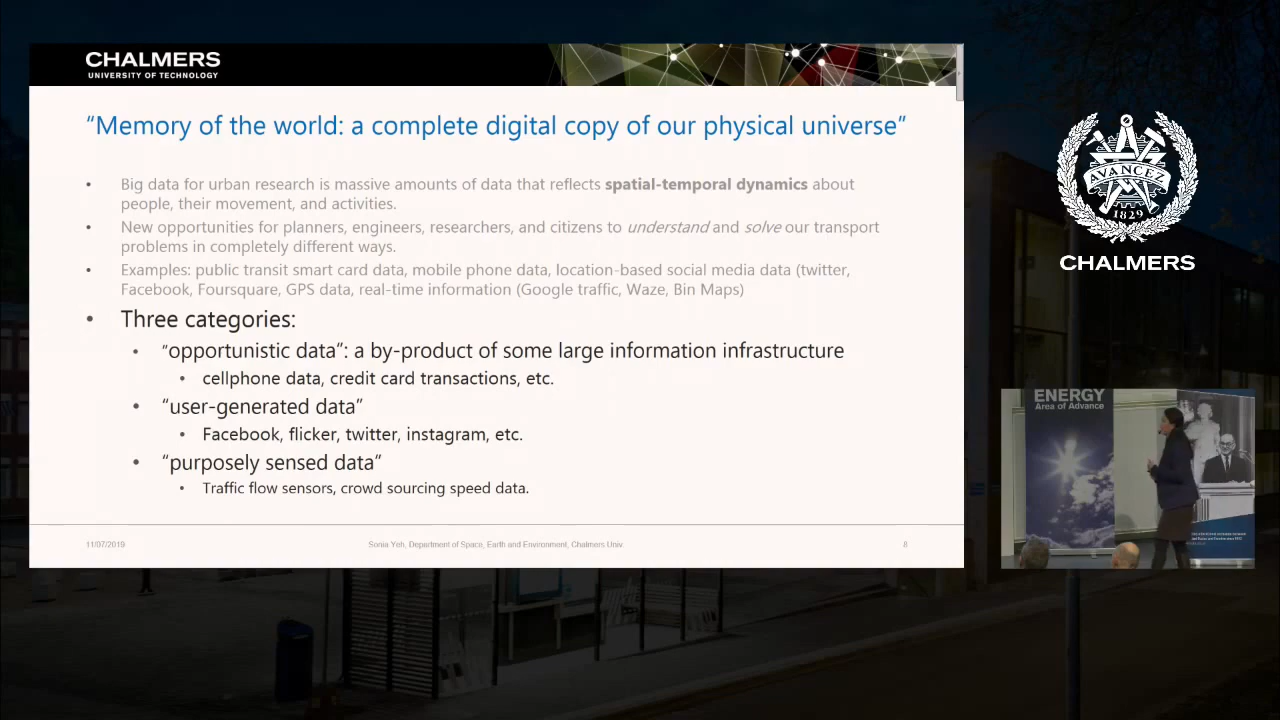 CHALMERS
UNIVERSITY OF TECHNOLOGY
“Memory of the world: a complete digital copy of our physical universe”
• Big data for urban research is massive amounts of data that reflects spatial-temporal dynamics about
people, their movement, and activities.
• New opportunities for planners, engineers, researchers, and citizens to understand and solve our transport
problems in completely different ways.
• Examples: public transit smart card data, mobile phone data, location-based social media data (twitter,
Facebook, Foursquare, GPS data, real-time information (Google traffic, Waze, Bin Maps)
• Three categories:
• “opportunistic data”: a by-product of some large information infrastructure
• cellphone data, credit card transactions, etc.
• “user-generated data”
• Facebook, flicker, twitter, instagram, etc.
• “purposely sensed data”
• Traffic flow sensors, crowd sourcing speed data.
11/07/2019
Sonia Yeh, Department of Space, Earth and Environment, Chalmers Univ.
8
AVANCEZ
1829
CHALMERS
ENERGY
Area of Advance